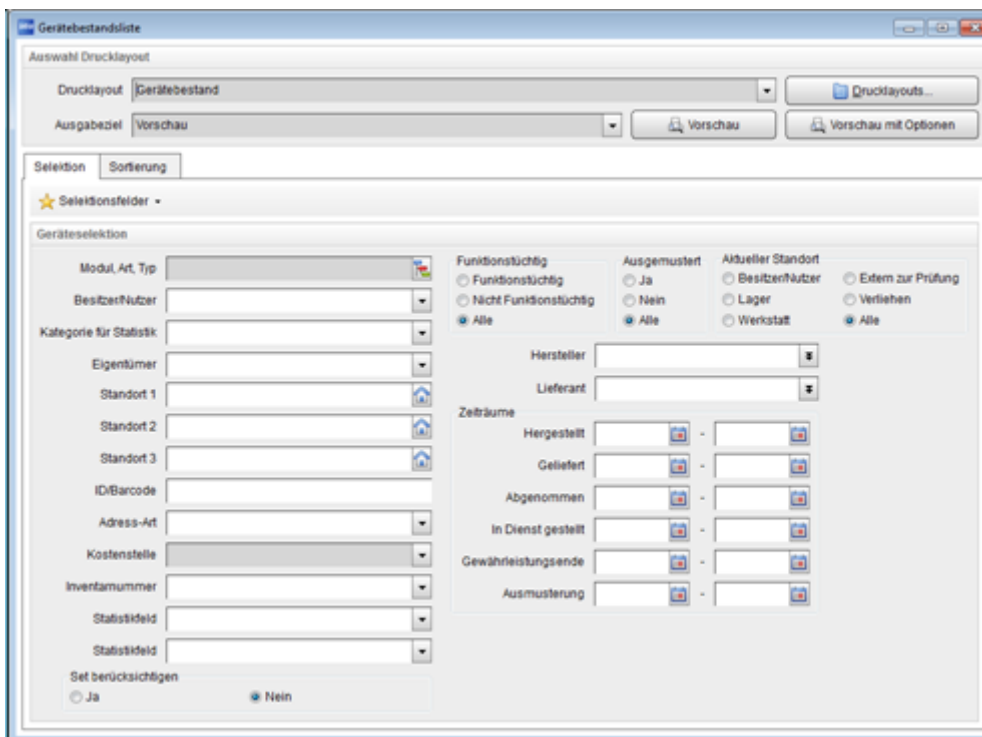 Gerätebestandsliste
Auswahl Drucklayout
Drucklayout Gerätebestand Drucklayouts...
Ausgabeziel Vorschau Vorschau Vorschau mit Optionen
Selektion Sortierung
Selektionsfelder
Geräteselektion
Modul, Art, Typ
Besitzer/Nutzer
Kategorie für Statistik
Eigentümer
Standort 1
Standort 2
Standort 3
ID/Barcode
Adress-Art
Kostenstelle
Inventarnummer
Statistikfeld
Statistikfeld
Set berücksichtigen
Ja Nein
Funktionstüchtig
Funktionstüchtig
Nicht Funktionstüchtig
Alle
Ausgemustert
Ja
Nein
Alle
Aktueller Standort
Besitzer/Nutzer Extern zur Prüfung
Lager Verliehen
Werkstatt Alle
Hersteller
Lieferant
Zeiträume
Hergestellt -
Geliefert -
Abgenommen -
In Dienst gestellt -
Gewährleistungsende -
Ausmusterung -